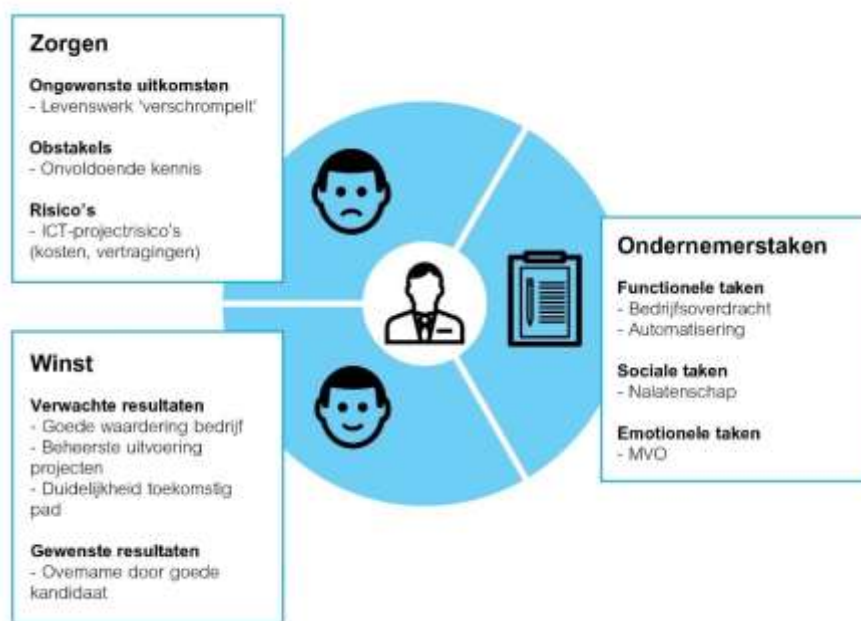 Zorgen
Ongewenste uitkomsten
- Levenswerk 'verschrompelt'
Obstakels
- Onvoldoende kennis
Risico's
- ICT-projectrisico's
(kosten, vertragingen)
Winst
Verwachte resultaten
- Goede waardering bedrijf
- Beheerste uitvoering
projecten
- Duidelijkheid toekomstig
pad
Gewenste resultaten
- Overname door goede
kandidaat
Ondernemerstaken
Functionele taken
- Bedrijfsoverdracht
- Automatisering
Sociale taken
- Nalatenschap
Emotionele taken
- MVO